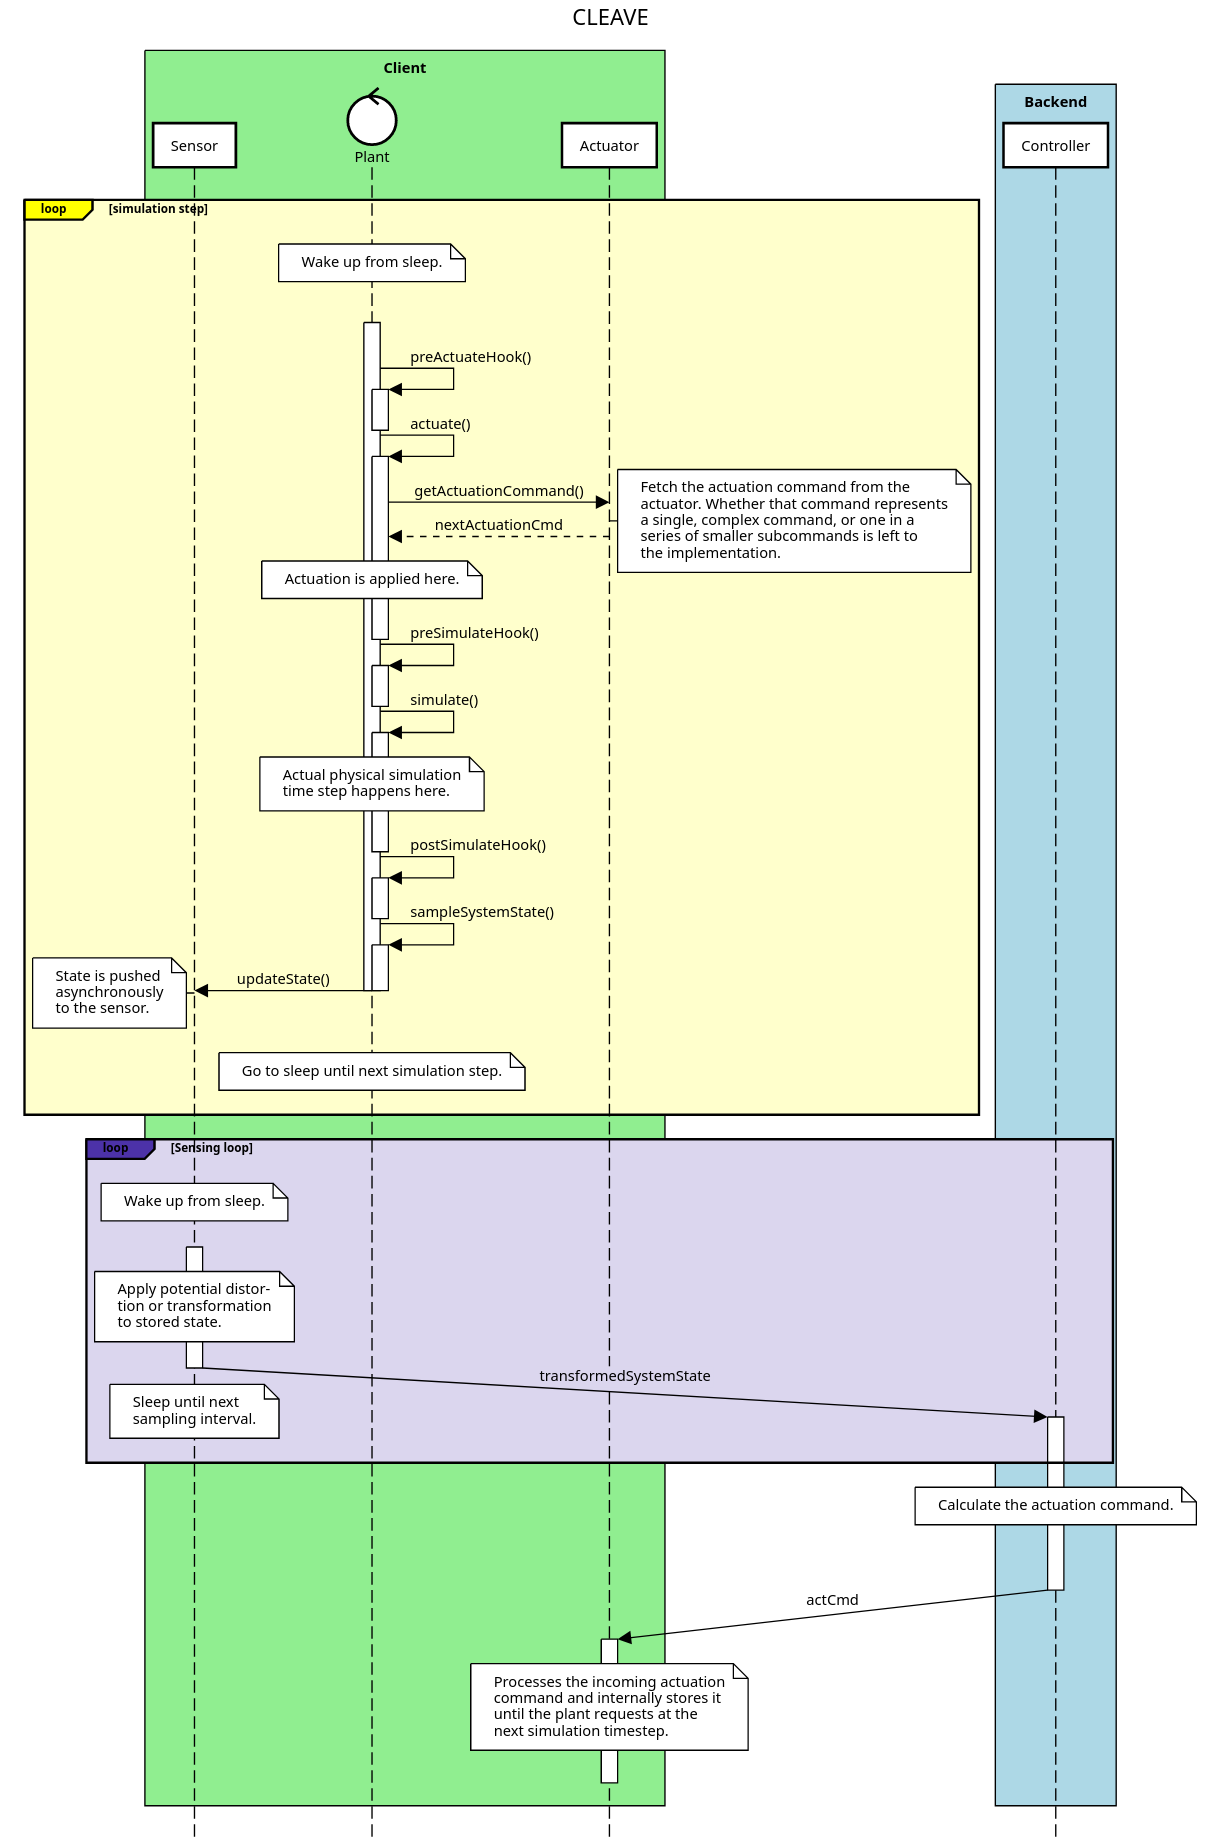 CLEAVE
Client
Backend
Sensor
Plant
Actuator
Controller
loop
[simulation step]
Wake up from sleep.
preActuateHook()
actuate()
getActuationCommand()
nextActuationCmd
Fetch the actuation command from the
actuator. Whether that command represents
a single, complex command, or one in a
series of smaller subcommands is left to
the implementation.
Actuation is applied here.
preSimulateHook()
simulate()
Actual physical simulation
time step happens here.
postSimulateHook()
sampleSystemState()
updateState()
State is pushed
asynchronously
to the sensor.
Go to sleep until next simulation step.
loop
[Sensing loop]
Wake up from sleep.
Apply potential distor-
tion or transformation
to stored state.
transformedSystemState
Sleep until next
sampling interval.
Calculate the actuation command.
actCmd
Processes the incoming actuation
command and internally stores it
until the plant requests at the
next simulation timestep.